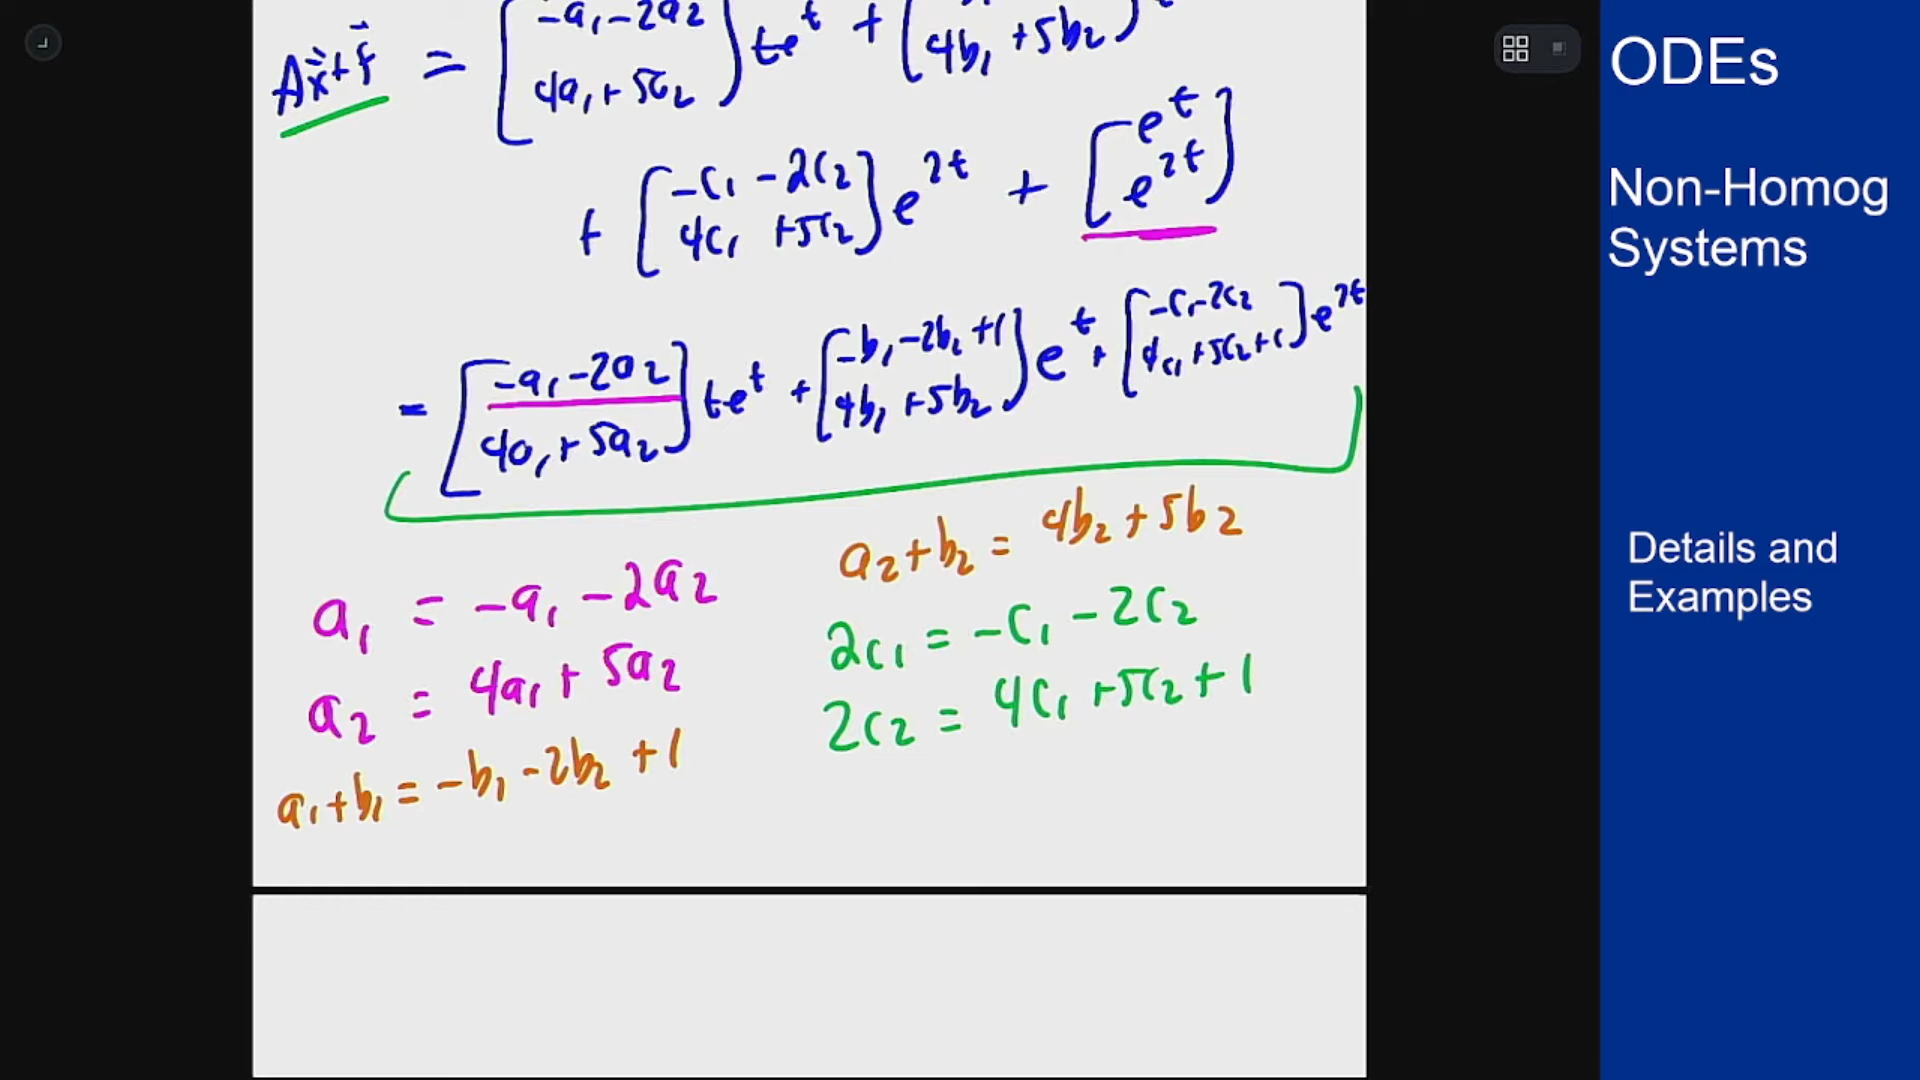 Ax⃗+f⃗ = [-a₁-2a₂ 4a₁+5a₂] te^t + [4b₁+5b₂]
+ [-c₁-2c₂ 4c₁+5c₂] e^2t + [e^t e^2t]
= [-a₁-2a₂ 4a₁+5a₂] te^t + [-b₁-2b₂+1 4b₁+5b₂] e^t + [-c₁-2c₂ 4c₁+5c₂+1] e^2t
a₁ = -a₁-2a₂
a₂ = 4a₁+5a₂
a₁+b₁ = -b₁-2b₂+1
a₂+b₂ = 4b₂+5b₂
2c₁ = -c₁-2c₂
2c₂ = 4c₁+5c₂+1
ODEs
Non-Homog
Systems
Details and
Examples